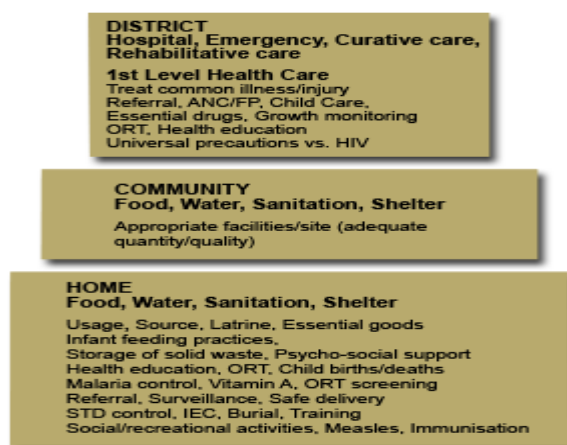 DISTRICT
Hospital, Emergency, Curative care,
Rehabilitative care
1st Level Health Care
Treat common illness/injury
Referral, ANC/FP, Child Care,
Essential drugs, Growth monitoring
ORT, Health education
Universal precautions vs. HIV
COMMUNITY
Food, Water, Sanitation, Shelter
Appropriate facilities/site (adequate
quantity/quality)
HOME
Food, Water, Sanitation, Shelter
Usage, Source, Latrine, Essential goods
Infant feeding practices,
Storage of solid waste, Psycho-social support
Health education, ORT, Child births/deaths
Malaria control, Vitamin A, ORT screening
Referral, Surveillance, Safe delivery
STD control, IEC, Burial, Training
Social/recreational activities, Measles, Immunisation